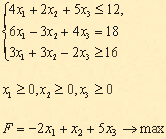 4x₁+2x₂+5x₃ ≤ 12,
6x₁−3x₂+4x₃ = 18
3x₁+3x₂−2x₃ ≥ 16
x₁ ≥ 0, x₂ ≥ 0, x₃ ≥ 0
F = −2x₁ + x₂ + 5x₃ → max